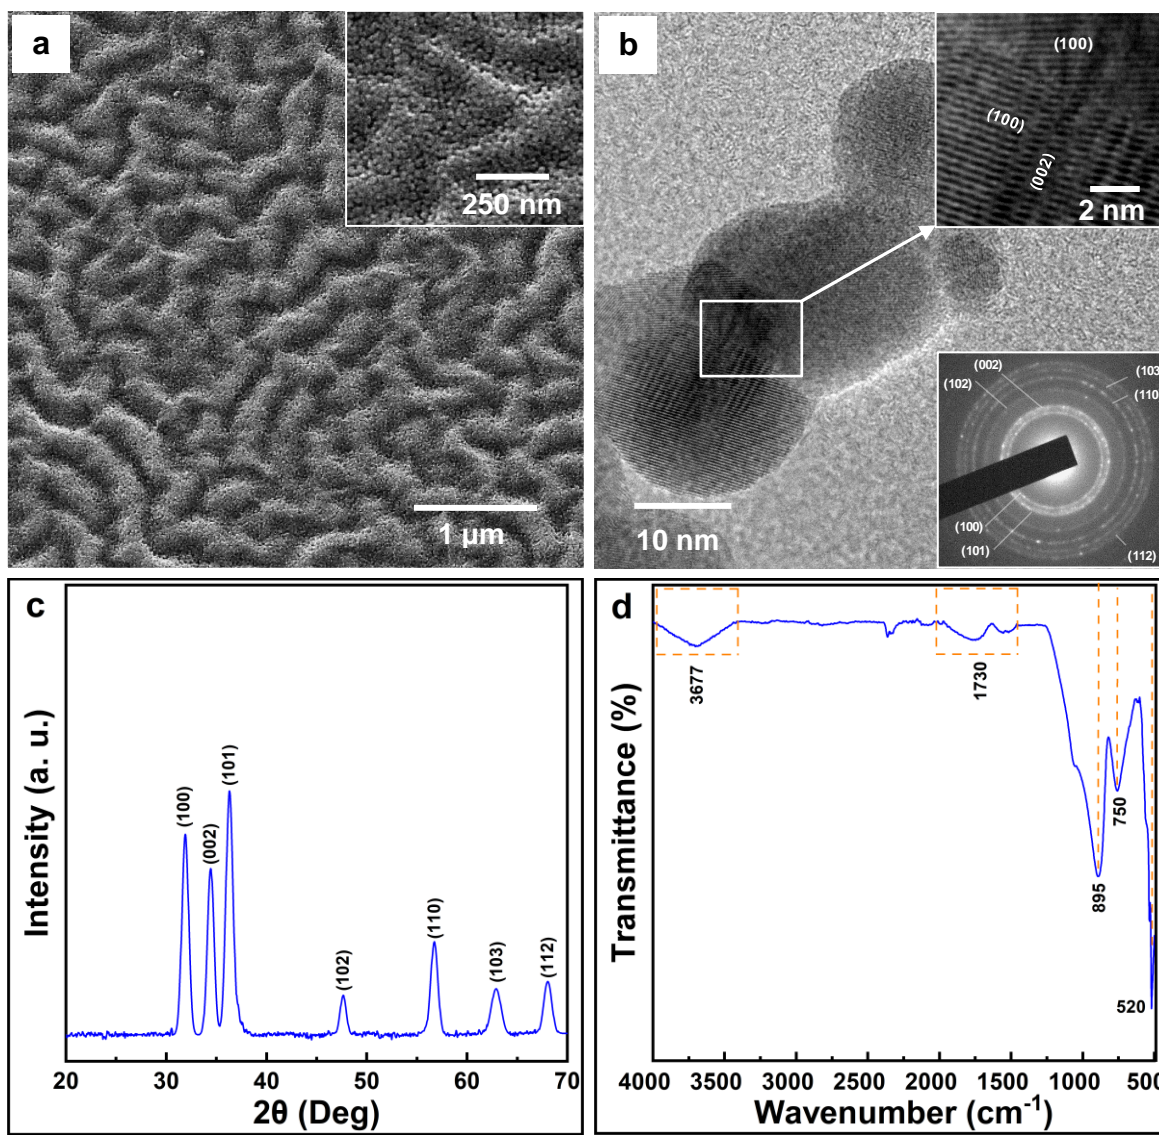 a
250 nm
1 µm
b
(100)
(100)
(002)
2 nm
10 nm
(002)
(102)
(103
(110
(100)
(101)
(112)
c
Intensity (a. u.)
(100)
(002)
(101)
(102)
(110)
(103)
(112)
20 30 40 50 60 70
2θ (Deg)
d
Transmittance (%)
3677
1730
895
750
520
4000 3500 3000 2500 2000 1500 1000 500
Wavenumber (cm⁻¹)